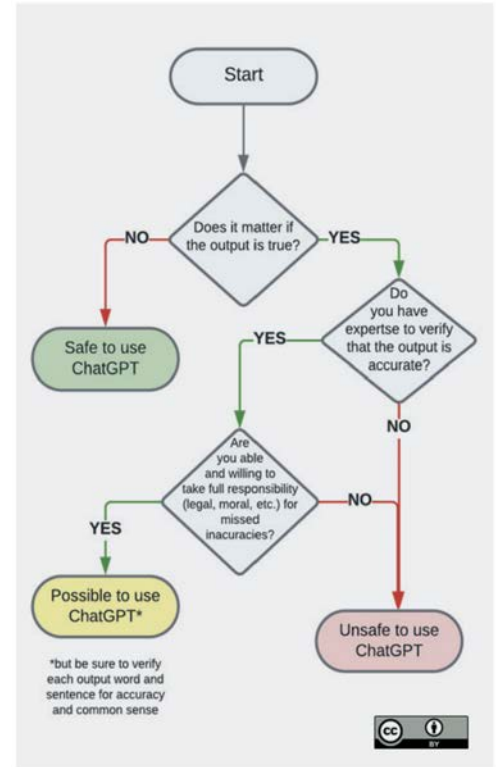 Start
Does it matter if
the output is true?
NO
YES
Safe to use
ChatGPT
Do
you have
expertse to verify
that the output is
accurate?
YES
NO
Are
you able
and willing to
take full responsibility
(legal, moral, etc.) for
missed
inacuracies?
NO
YES
Possible to use
ChatGPT*
Unsafe to use
ChatGPT
*but be sure to verify
each output word and
sentence for accuracy
and common sense
cc
BY